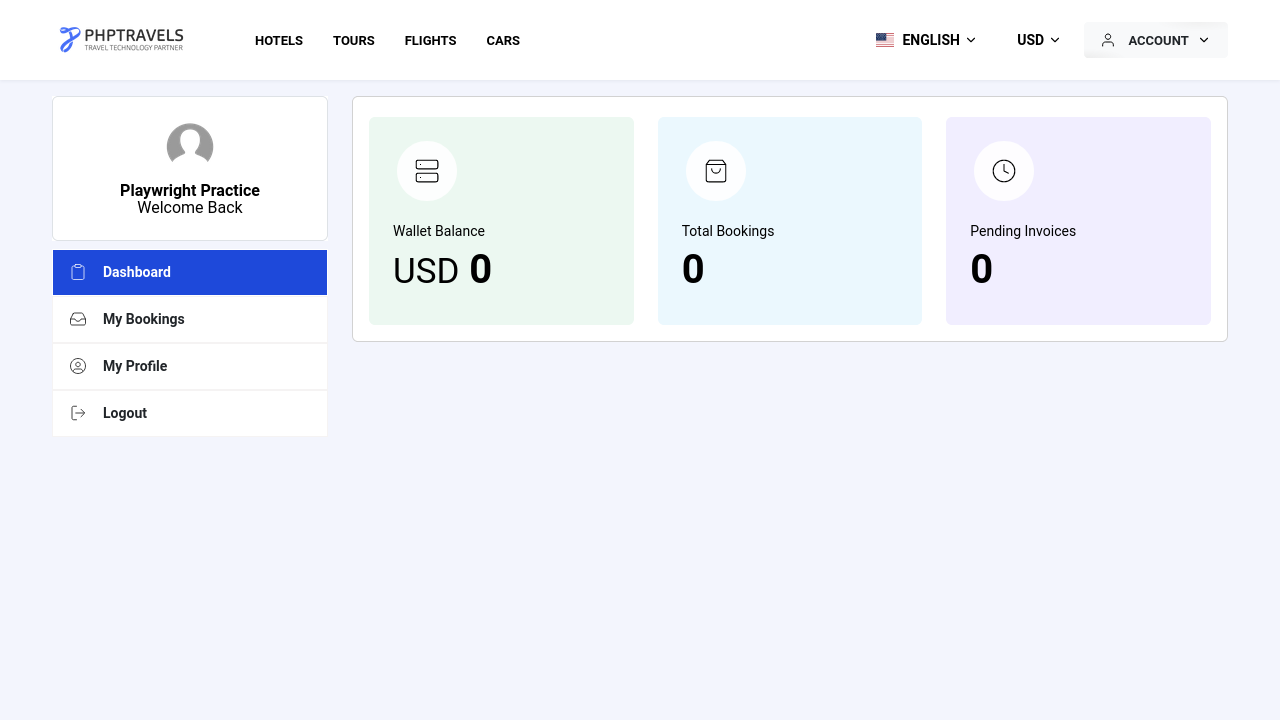 PHPTRAVELS
TRAVEL TECHNOLOGY PARTNER
HOTELS
TOURS
FLIGHTS
CARS
ENGLISH
USD
ACCOUNT
Playwright Practice
Welcome Back
Dashboard
My Bookings
My Profile
Logout
Wallet Balance
USD 0
Total Bookings
0
Pending Invoices
0